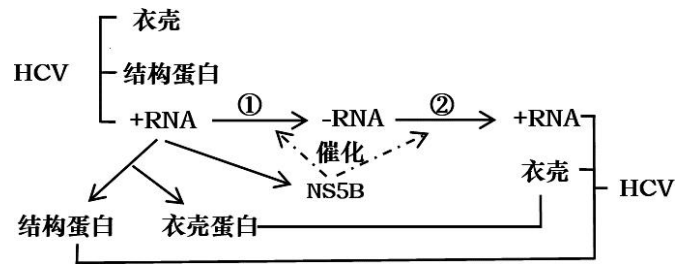 衣壳
HCV
结构蛋白
+RNA
①
-RNA
②
+RNA
催化
NS5B
衣壳
HCV
结构蛋白
衣壳蛋白